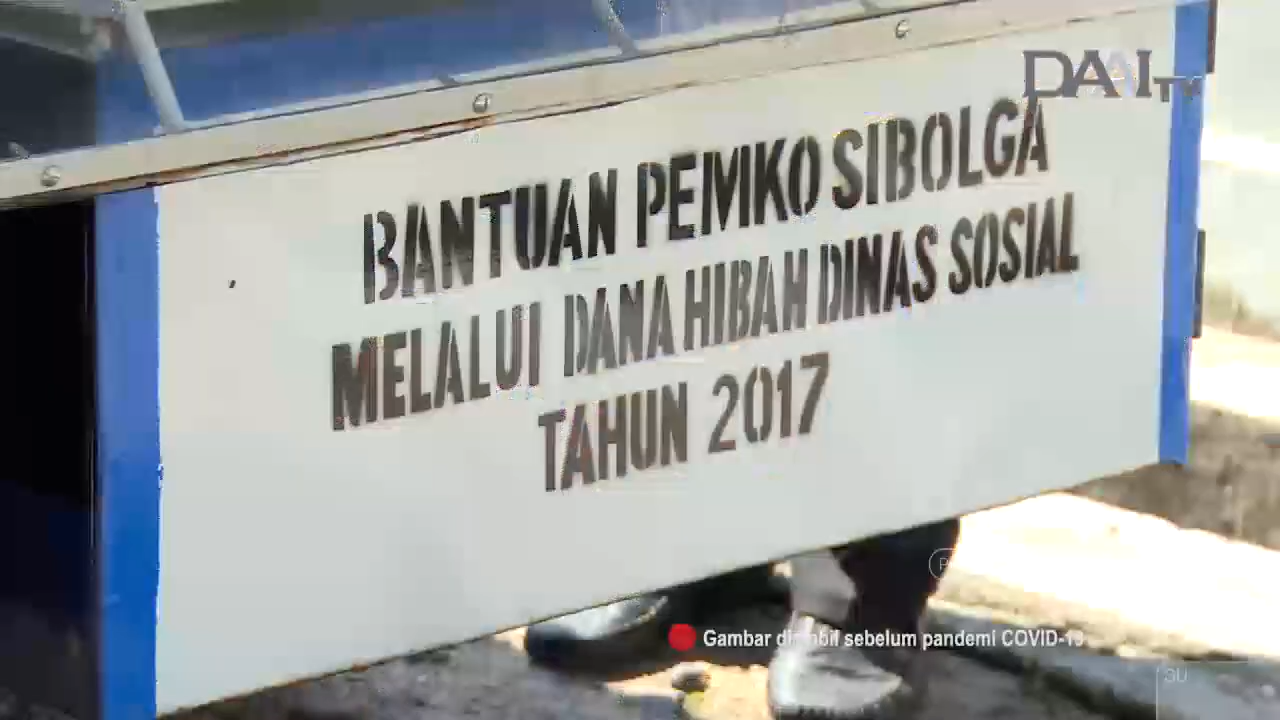 DAAI TV
BANTUAN PEMKO SIBOLGA
MELALUI DANA HIBAH DINAS SOSIAL
TAHUN 2017
Gambar diambil sebelum pandemi COVID-19